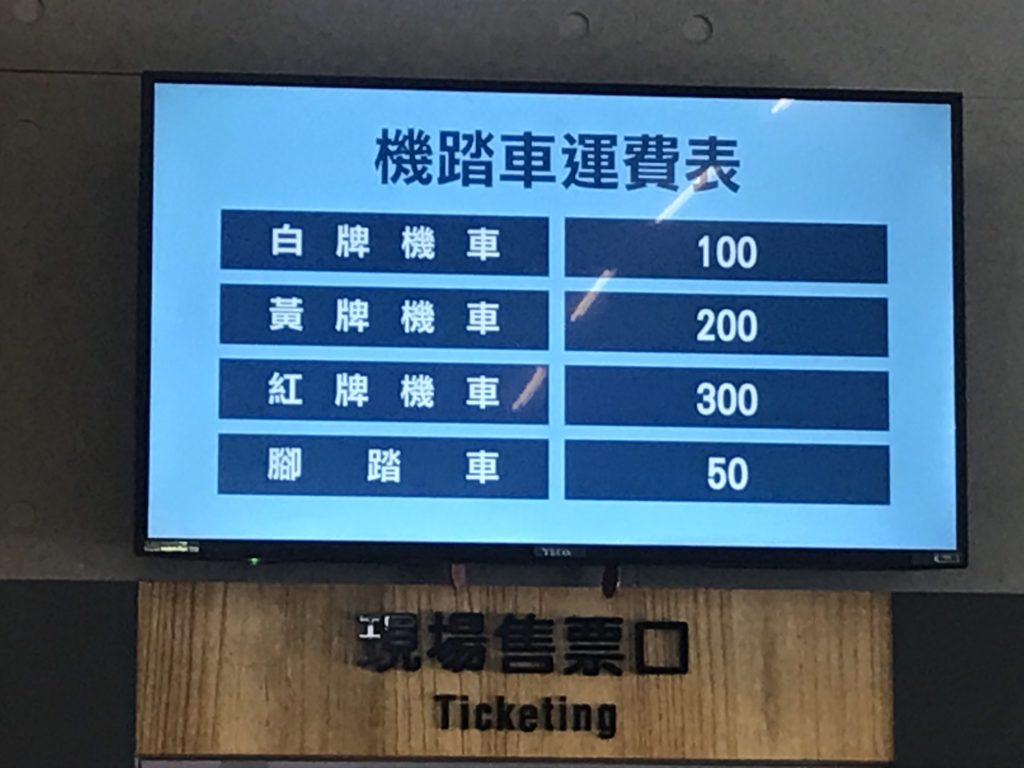 機踏車運費表
白牌機車 100
黃牌機車 200
紅牌機車 300
腳踏車 50
TECO
現場售票口
Ticketing